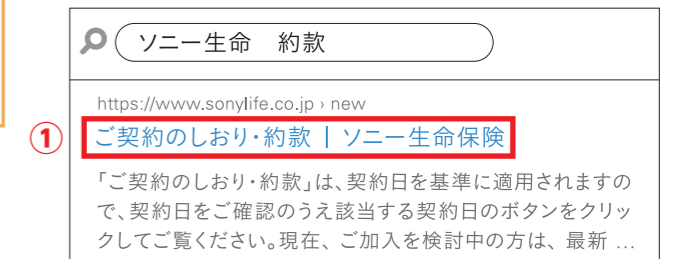 ソニー生命　約款
https://www.sonylife.co.jp › new
① ご契約のしおり・約款 | ソニー生命保険
「ご契約のしおり・約款」は、契約日を基準に適用されますの
で、契約日をご確認のうえ該当する契約日のボタンをクリッ
クしてご覧ください。現在、ご加入を検討中の方は、最新 ...